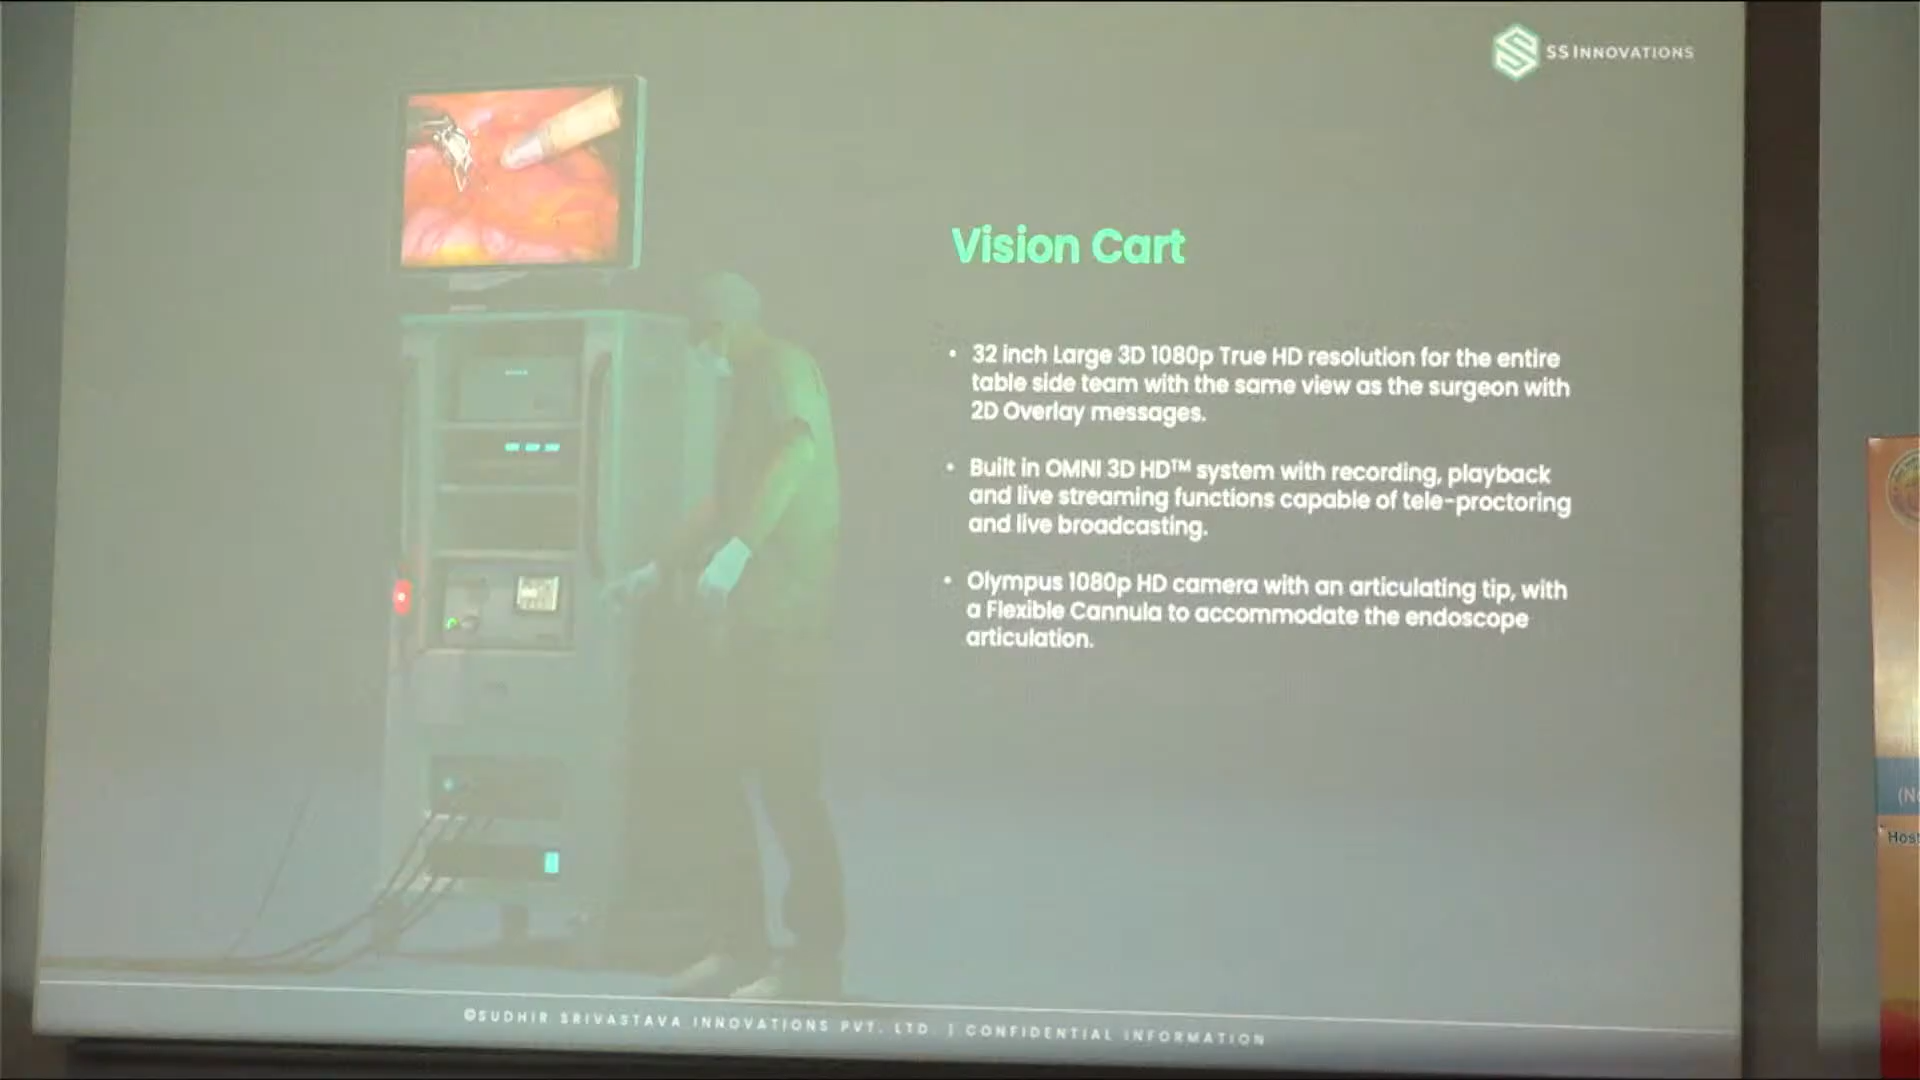 SS INNOVATIONS
Vision Cart
• 32 inch Large 3D 1080p True HD resolution for the entire
table side team with the same view as the surgeon with
2D Overlay messages.
• Built in OMNI 3D HD™ system with recording, playback
and live streaming functions capable of tele-proctoring
and live broadcasting.
• Olympus 1080p HD camera with an articulating tip, with
a Flexible Cannula to accommodate the endoscope
articulation.
©SUDHIR SRIVASTAVA INNOVATIONS PVT. LTD. | CONFIDENTIAL INFORMATION
Host